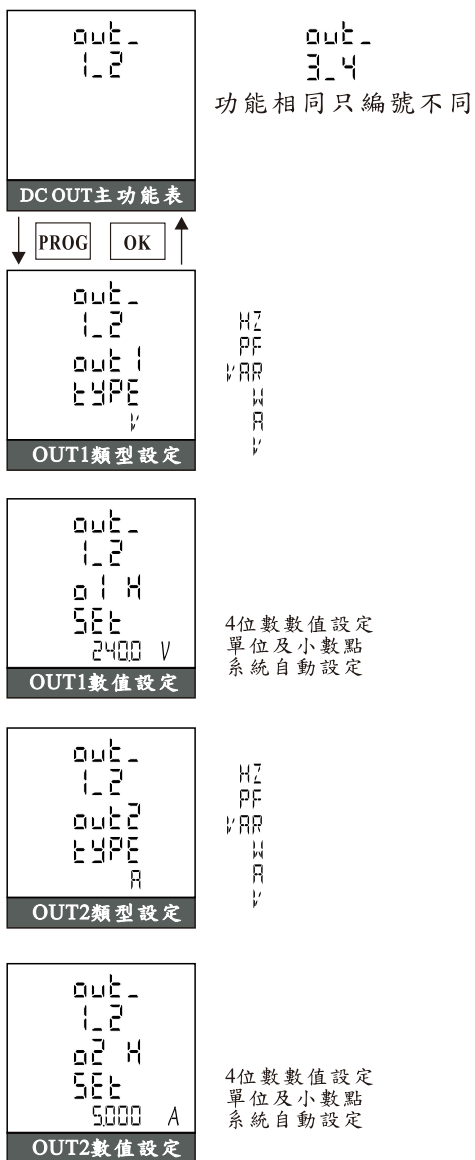 out_
1_2
out_
3_4
功能相同只編號不同
DC OUT主功能表
PROG OK
out_
1_2
out1
tYPE
V
HZ
PF
VAR
W
A
V
OUT1類型設定
out_
1_2
o1 H
SEt
240.0 V
4位數數值設定
單位及小數點
系統自動設定
OUT1數值設定
out_
1_2
out2
tYPE
A
HZ
PF
VAR
W
A
V
OUT2類型設定
out_
1_2
o2 H
SEt
5.000 A
4位數數值設定
單位及小數點
系統自動設定
OUT2數值設定